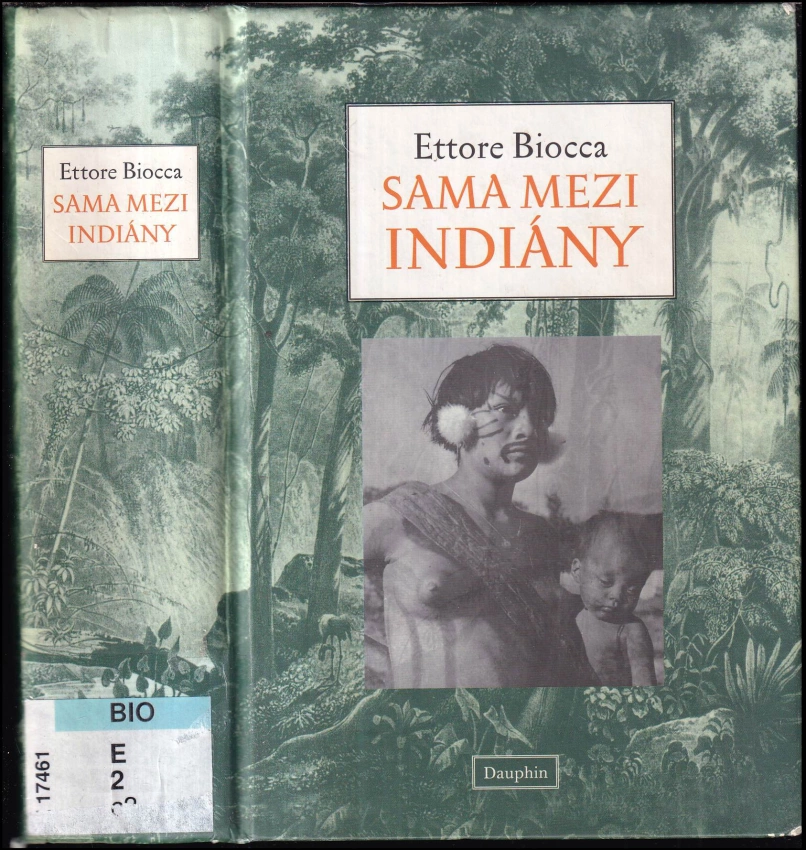 Ettore Biocca
SAMA MEZI
INDIÁNY
BIO
E
2
17461
Ettore Biocca
SAMA MEZI
INDIÁNY
Dauphin